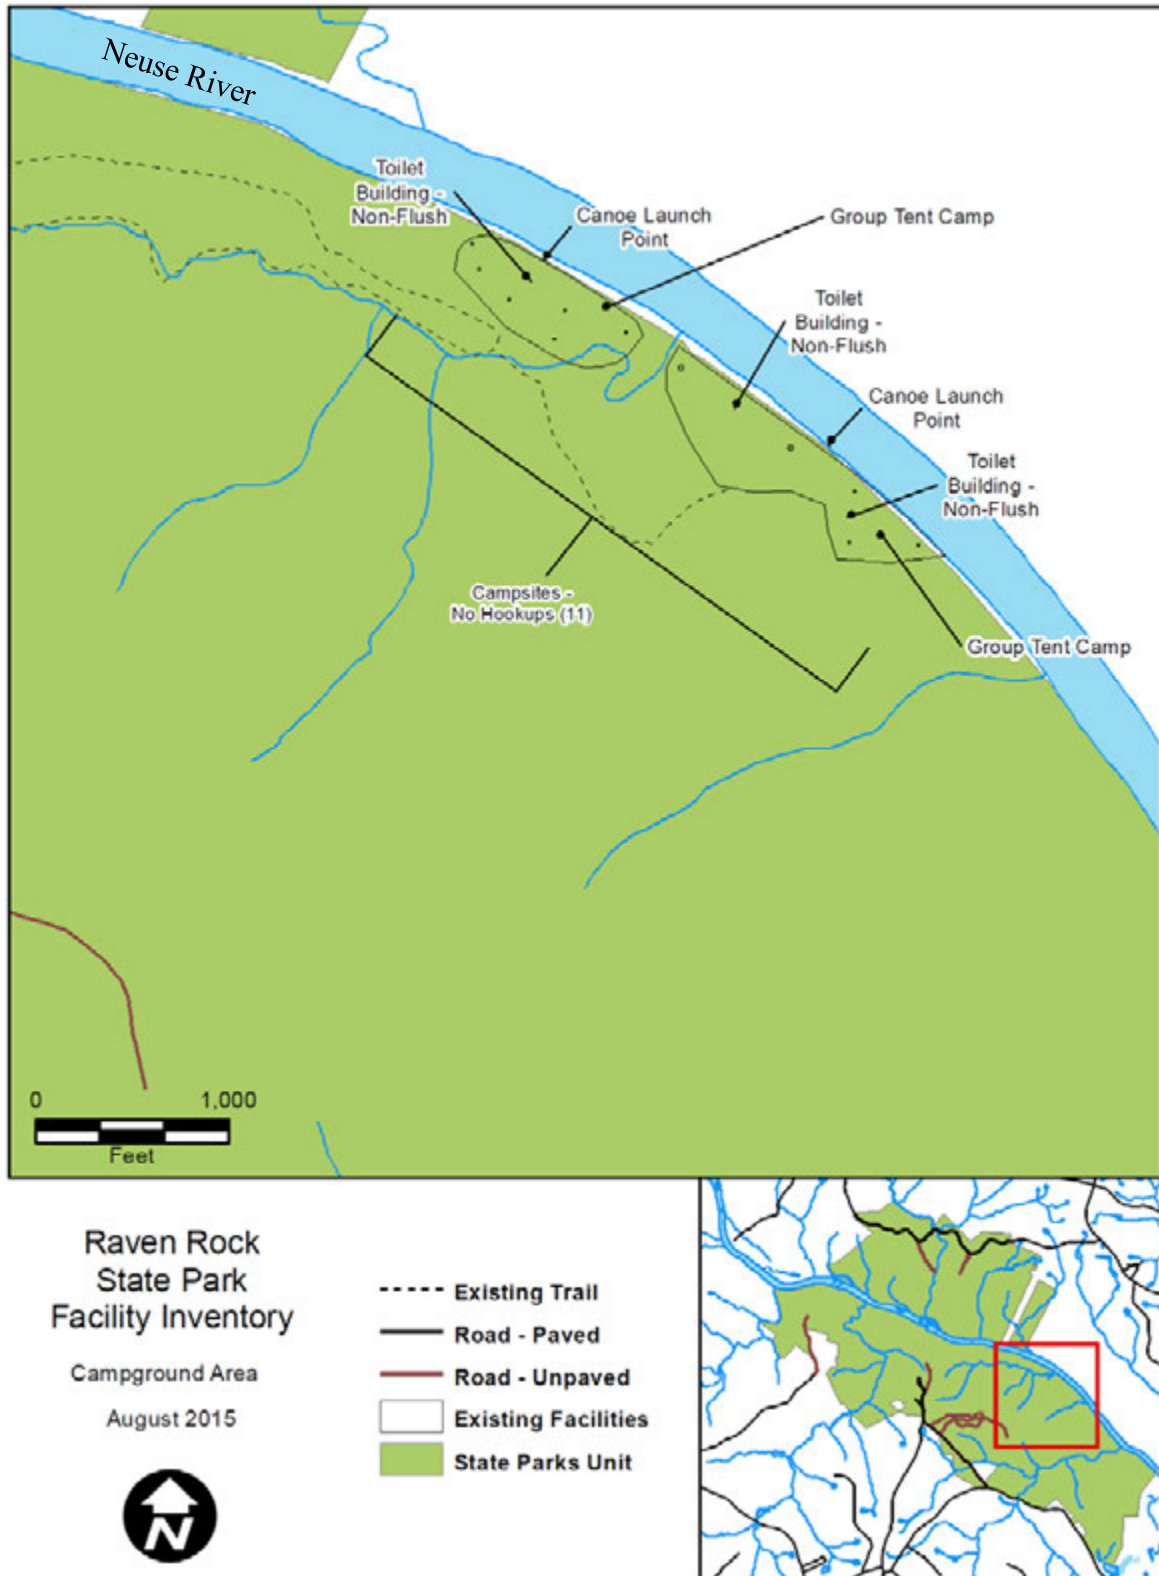 Neuse River
Toilet
Building -
Non-Flush
Canoe Launch
Point
Group Tent Camp
Toilet
Building -
Non-Flush
Canoe Launch
Point
Toilet
Building -
Non-Flush
Campsites -
No Hookups (11)
Group Tent Camp
0 1,000
Feet
Raven Rock
State Park
Facility Inventory
Campground Area
August 2015
N
Existing Trail
Road - Paved
Road - Unpaved
Existing Facilities
State Parks Unit